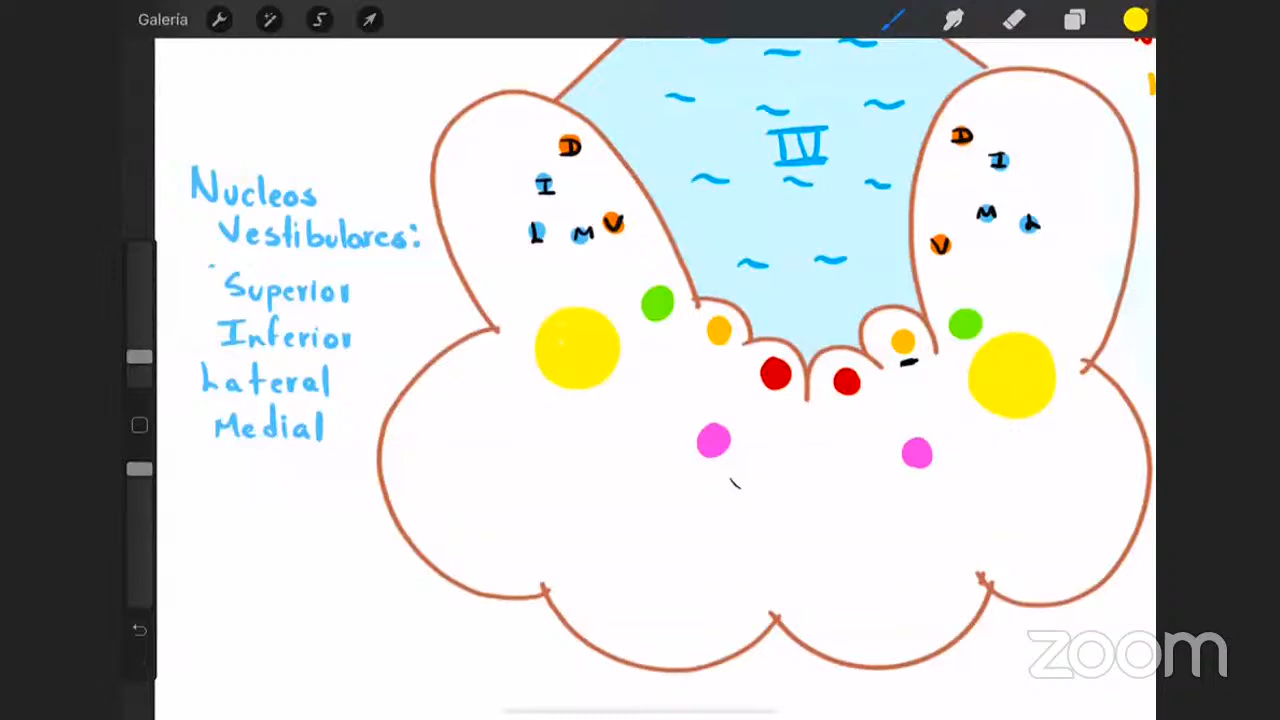 Galería
IV
D
I
L M V
D
I
M L
V
Nucleos
Vestibulares:
Superior
Inferior
Lateral
Medial
zoom